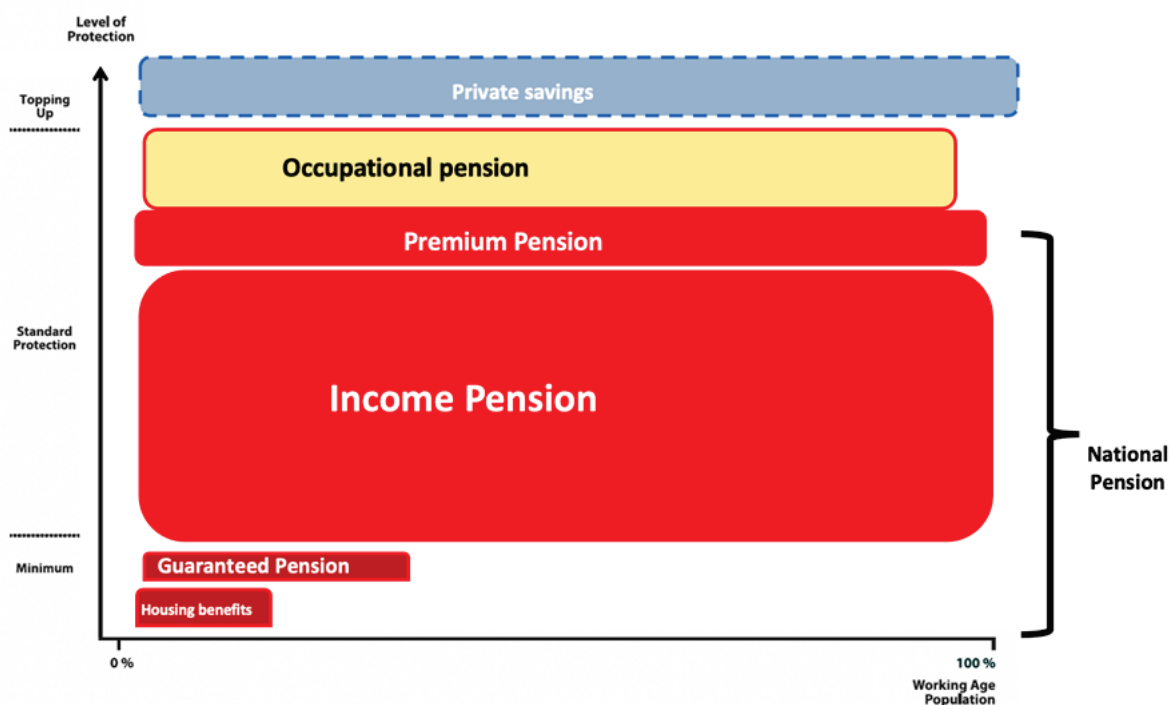 Level of
Protection
Private savings
Topping
Up
Occupational pension
Premium Pension
Standard
Protection
Income Pension
National
Pension
Guaranteed Pension
Minimum
Housing benefits
0 %
100 %
Working Age
Population